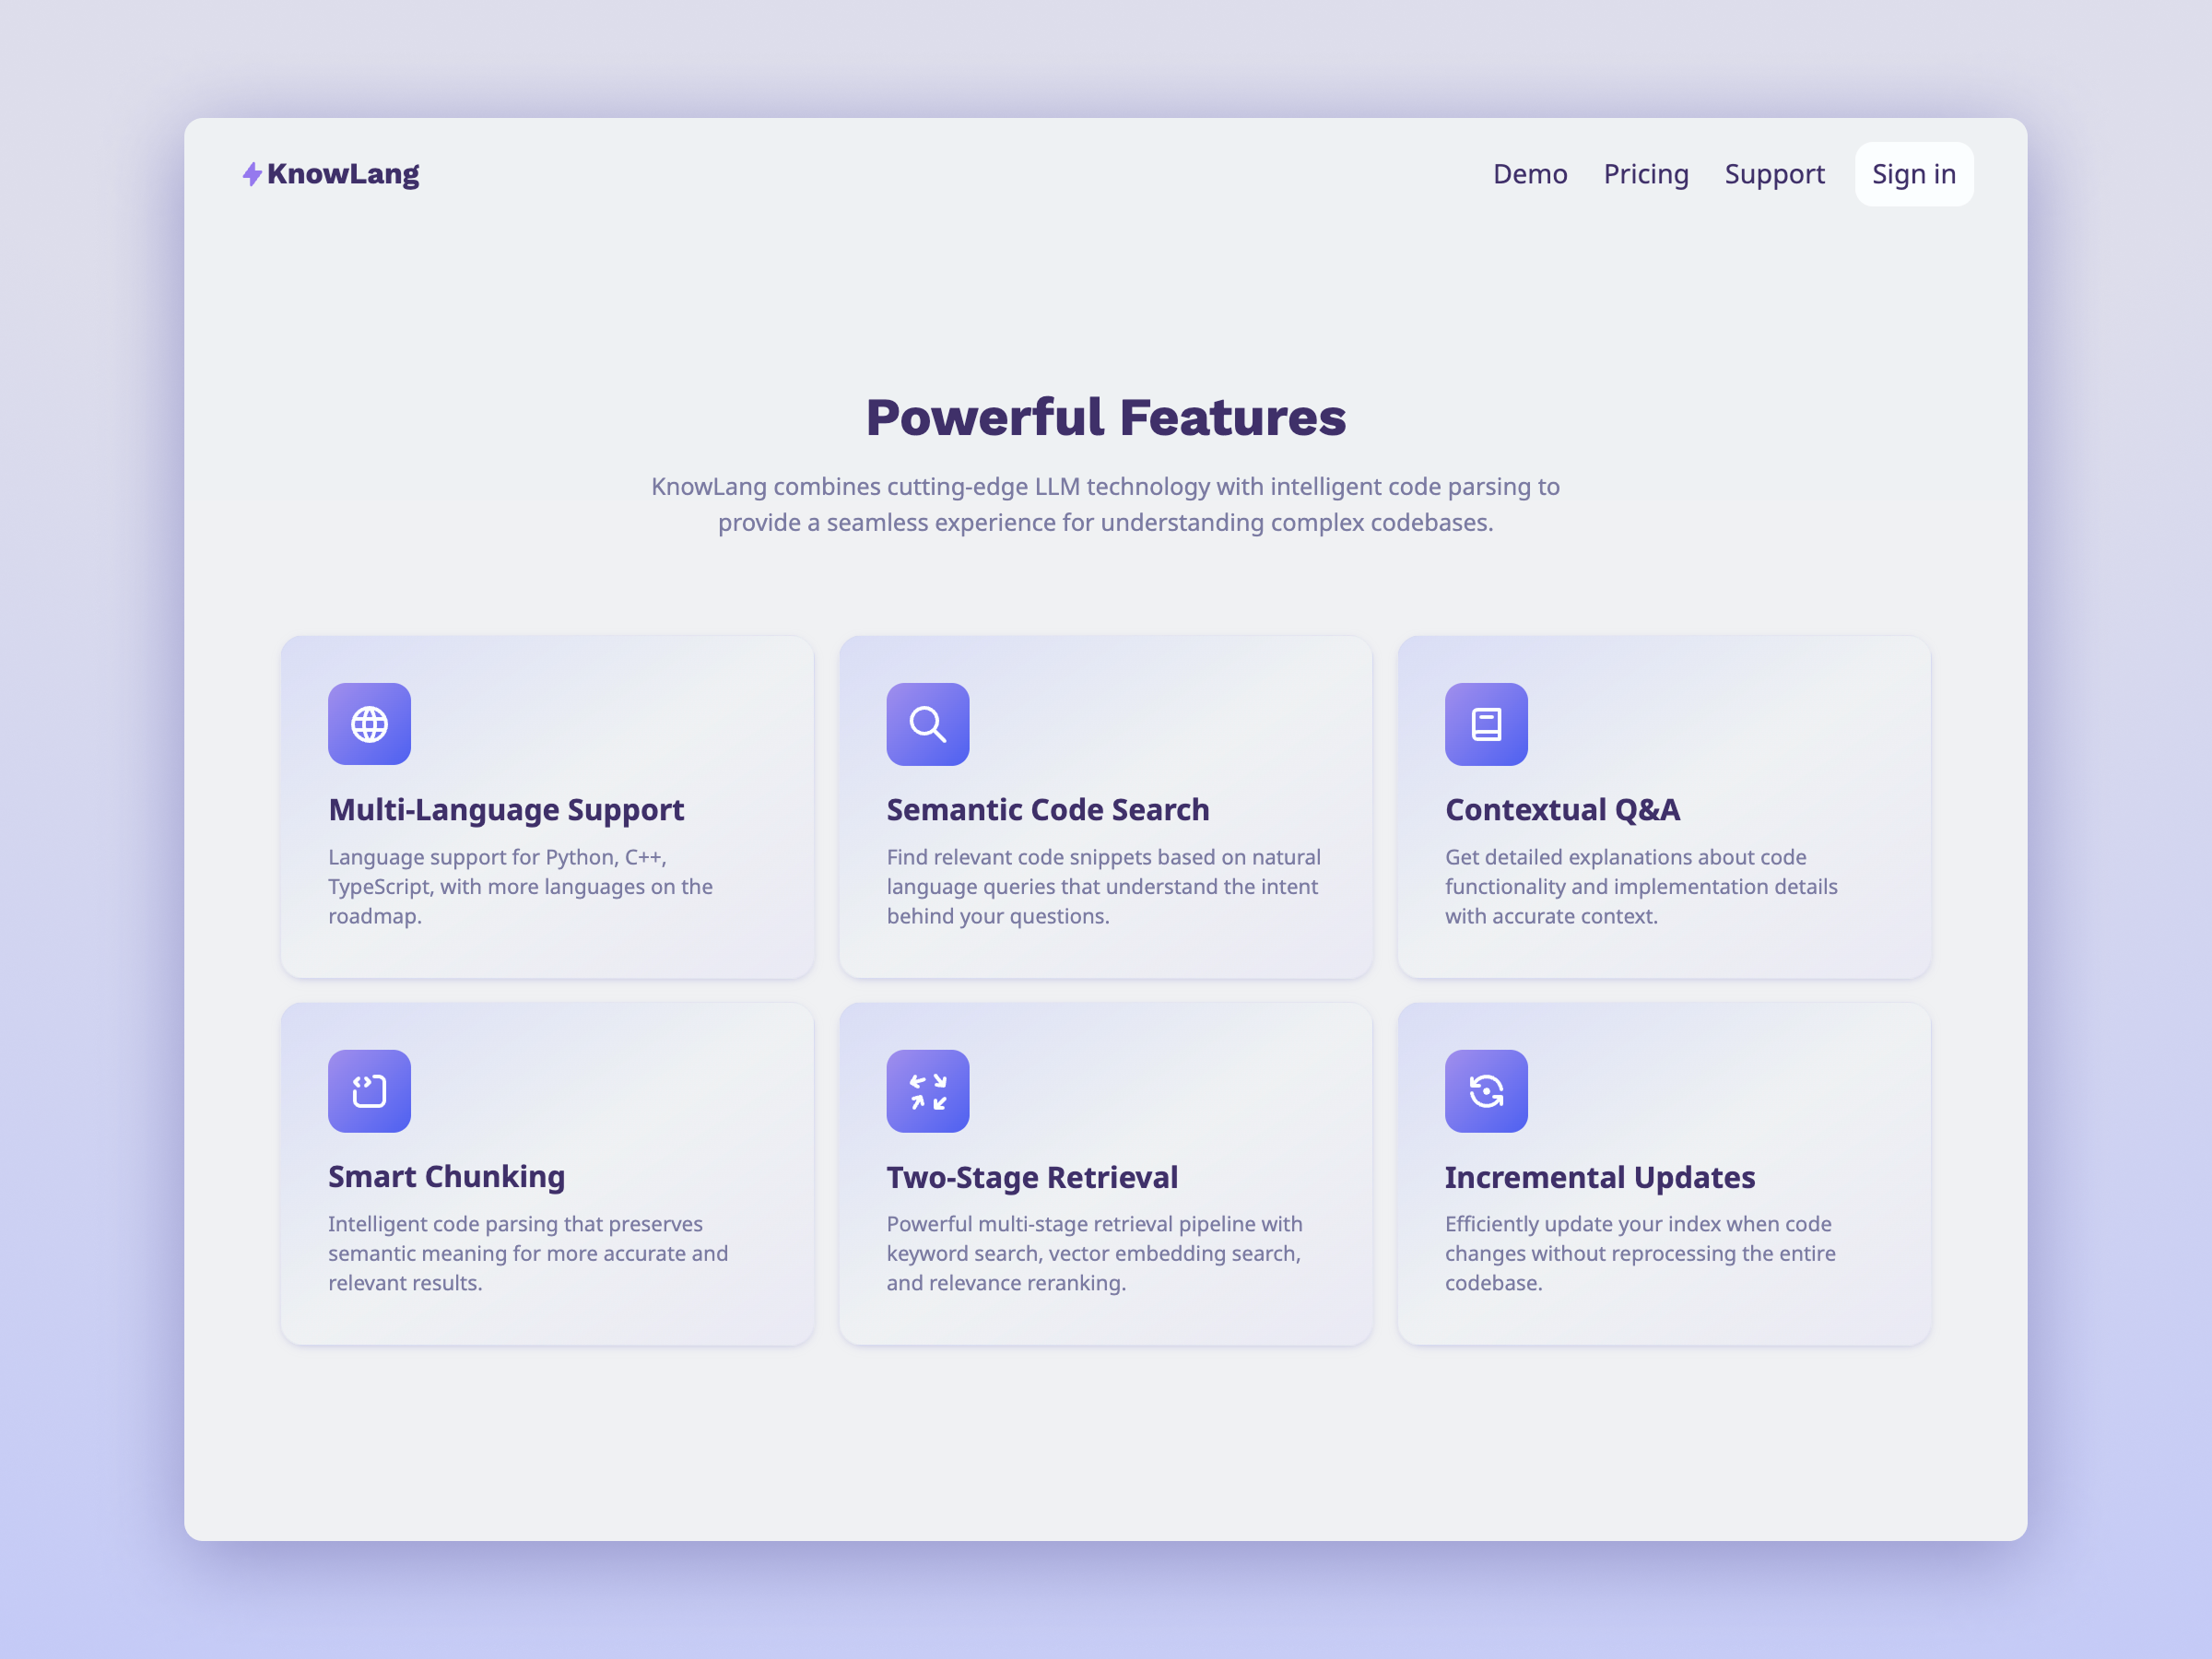 KnowLang
Demo Pricing Support Sign in
Powerful Features
KnowLang combines cutting-edge LLM technology with intelligent code parsing to
provide a seamless experience for understanding complex codebases.
Multi-Language Support
Language support for Python, C++,
TypeScript, with more languages on the
roadmap.
Semantic Code Search
Find relevant code snippets based on natural
language queries that understand the intent
behind your questions.
Contextual Q&A
Get detailed explanations about code
functionality and implementation details
with accurate context.
Smart Chunking
Intelligent code parsing that preserves
semantic meaning for more accurate and
relevant results.
Two-Stage Retrieval
Powerful multi-stage retrieval pipeline with
keyword search, vector embedding search,
and relevance reranking.
Incremental Updates
Efficiently update your index when code
changes without reprocessing the entire
codebase.